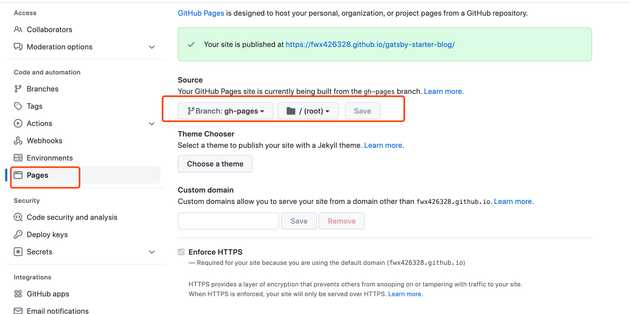 Access
Collaborators
Moderation options
Code and automation
Branches
Tags
Actions
Webhooks
Environments
Pages
Security
Code security and analysis
Deploy keys
Secrets
Integrations
GitHub apps
Email notifications
GitHub Pages is designed to host your personal, organization, or project pages from a GitHub repository.
Your site is published at https://fwx426328.github.io/gatsby-starter-blog/
Source
Your GitHub Pages site is currently being built from the gh-pages branch. Learn more.
Branch: gh-pages
/ (root)
Save
Theme Chooser
Select a theme to publish your site with a Jekyll theme. Learn more.
Choose a theme
Custom domain
Custom domains allow you to serve your site from a domain other than fwx426328.github.io. Learn more.
Save
Remove
Enforce HTTPS
— Required for your site because you are using the default domain (fwx426328.github.io)
HTTPS provides a layer of encryption that prevents others from snooping on or tampering with traffic to your site.
When HTTPS is enforced, your site will only be served over HTTPS. Learn more.